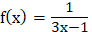 f(x) = 1/(3x−1)